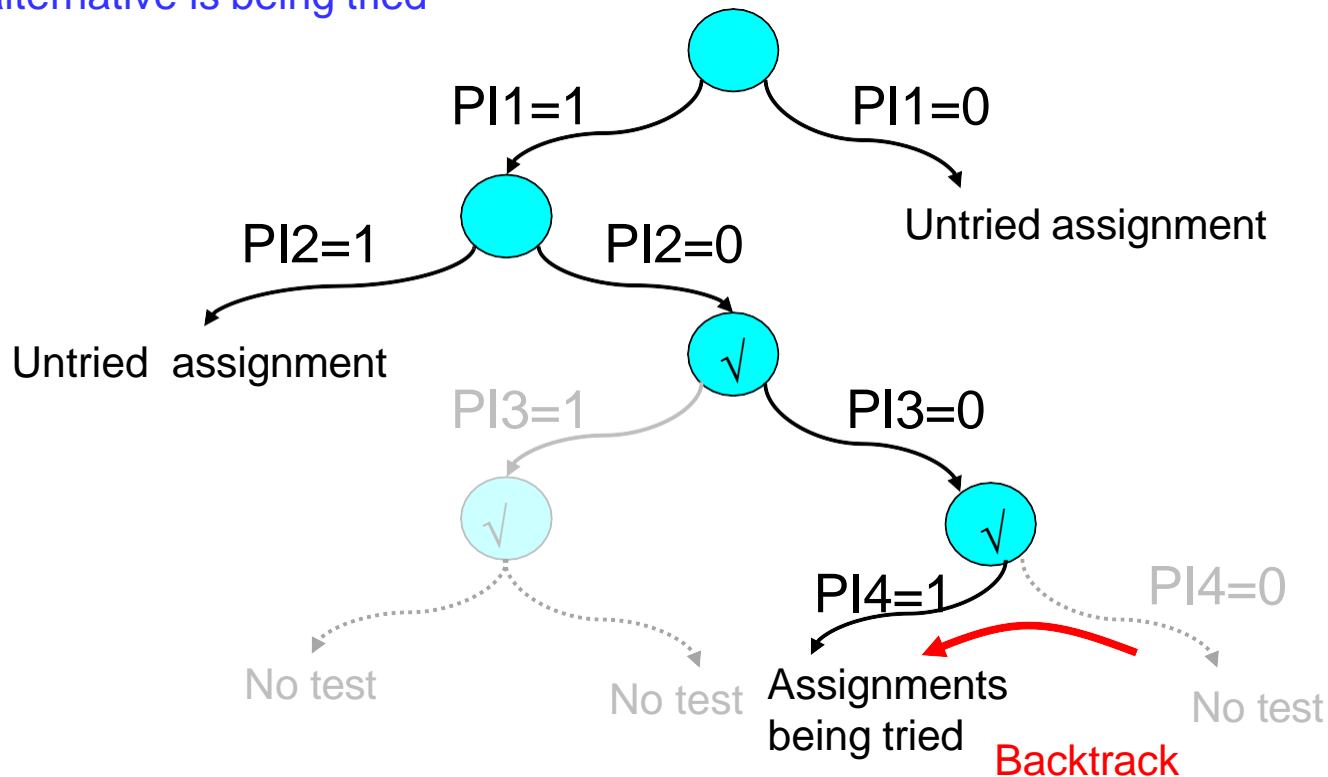 alternative is being tried
PI1=1
PI1=0
Untried assignment
PI2=1
PI2=0
Untried assignment
√
PI3=1
PI3=0
√
√
PI4=1
PI4=0
No test
No test
Assignments
being tried
No test
Backtrack